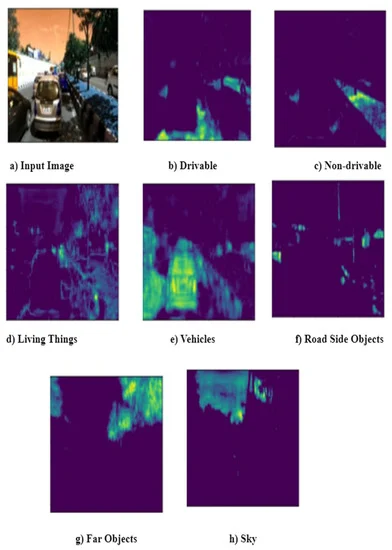 a) Input Image
b) Drivable
c) Non-drivable
d) Living Things
e) Vehicles
f) Road Side Objects
g) Far Objects
h) Sky